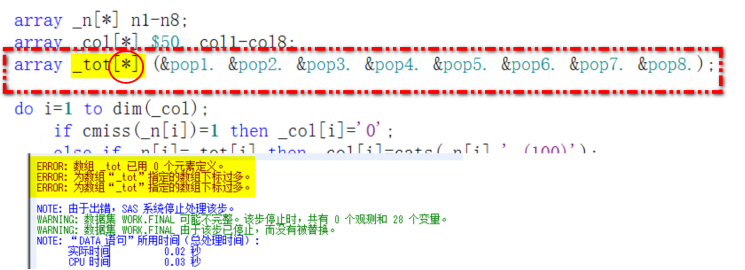 array _n[*] n1-n8;
array _col[*] $50 col1-col8;
array _tot[*] (&pop1. &pop2. &pop3. &pop4. &pop5. &pop6. &pop7. &pop8.);
do i=1 to dim(_col);
if cmiss(_n[i])=1 then _col[i]='0';
else if _n[i]=_tot[i] then _col[i]=cats(_n[i],' (100)');
ERROR: 数组 _tot 已用 0 个元素定义。
ERROR: 为数组“_tot”指定的数组下标过多。
ERROR: 为数组“_tot”指定的数组下标过多。
NOTE: 由于出错，SAS 系统停止处理该步。
WARNING: 数据集 WORK.FINAL 可能不完整。该步停止时，共有 0 个观测和 28 个变量。
WARNING: 数据集 WORK.FINAL 由于该步已停止，而没有被替换。
NOTE: “DATA 语句”所用时间（总处理时间）:
实际时间 0.02 秒
CPU 时间 0.03 秒